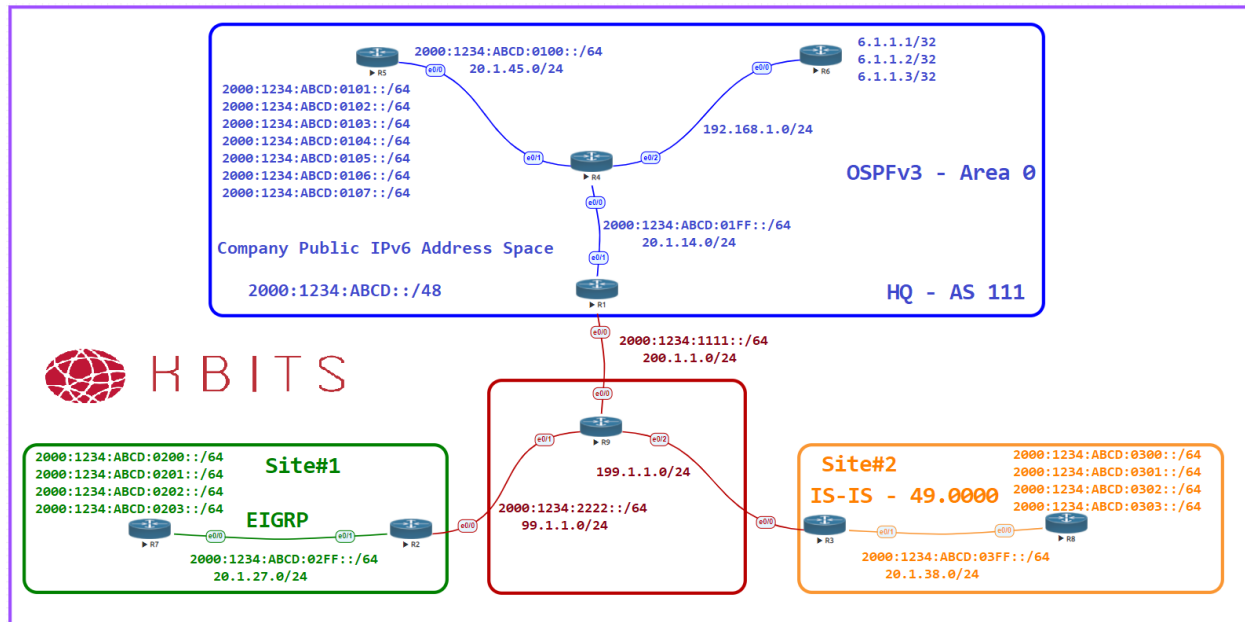 2000:1234:ABCD:0100::/64
20.1.45.0/24
e0/0
R5
2000:1234:ABCD:0101::/64
2000:1234:ABCD:0102::/64
2000:1234:ABCD:0103::/64
2000:1234:ABCD:0104::/64
2000:1234:ABCD:0105::/64
2000:1234:ABCD:0106::/64
2000:1234:ABCD:0107::/64
6.1.1.1/32
6.1.1.2/32
6.1.1.3/32
e0/0
R6
192.168.1.0/24
e0/1
e0/2
R4
OSPFv3 - Area 0
e0/0
2000:1234:ABCD:01FF::/64
20.1.14.0/24
Company Public IPv6 Address Space
2000:1234:ABCD::/48
e0/1
R1
HQ - AS 111
e0/0
2000:1234:1111::/64
200.1.1.0/24
KBITS
e0/0
R9
e0/1
e0/2
199.1.1.0/24
2000:1234:2222::/64
99.1.1.0/24
2000:1234:ABCD:0200::/64
2000:1234:ABCD:0201::/64
2000:1234:ABCD:0202::/64
2000:1234:ABCD:0203::/64
Site#1
EIGRP
R7
e0/0
e0/1
R2
e0/0
2000:1234:ABCD:02FF::/64
20.1.27.0/24
Site#2
IS-IS - 49.0000
2000:1234:ABCD:0300::/64
2000:1234:ABCD:0301::/64
2000:1234:ABCD:0302::/64
2000:1234:ABCD:0303::/64
e0/0
R3
e0/1
e0/0
R8
2000:1234:ABCD:03FF::/64
20.1.38.0/24